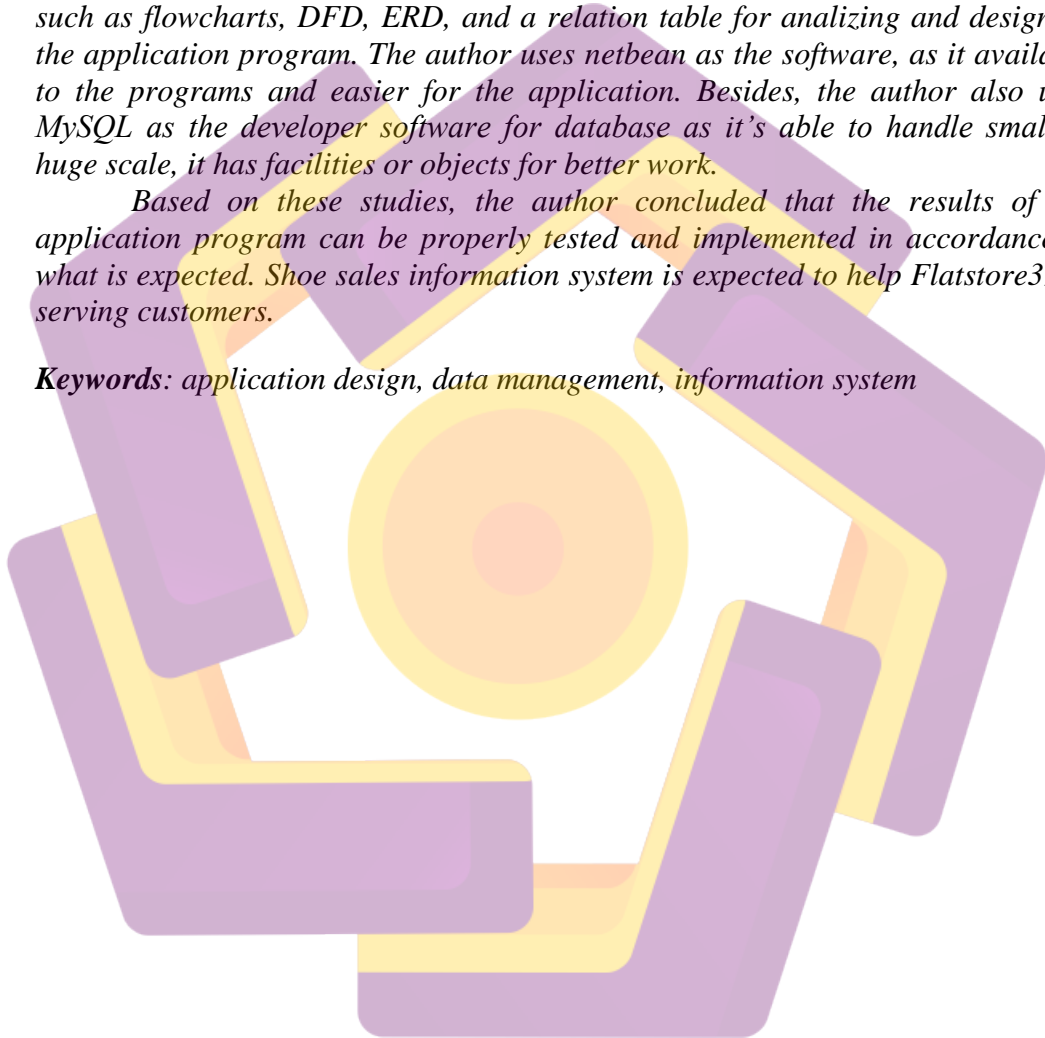 such as flowcharts, DFD, ERD, and a relation table for analizing and design
the application program. The author uses netbean as the software, as it availa
to the programs and easier for the application. Besides, the author also u
MySQL as the developer software for database as it's able to handle smal
huge scale, it has facilities or objects for better work.
Based on these studies, the author concluded that the results of
application program can be properly tested and implemented in accordance
what is expected. Shoe sales information system is expected to help Flatstore3
serving customers.
Keywords: application design, data management, information system